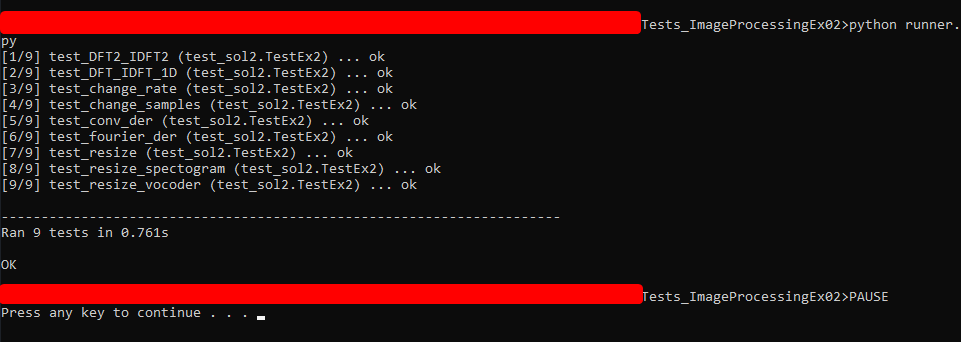 Tests_ImageProcessingEx02>python runner.
py
[1/9] test_DFT2_IDFT2 (test_sol2.TestEx2) ... ok
[2/9] test_DFT_IDFT_1D (test_sol2.TestEx2) ... ok
[3/9] test_change_rate (test_sol2.TestEx2) ... ok
[4/9] test_change_samples (test_sol2.TestEx2) ... ok
[5/9] test_conv_der (test_sol2.TestEx2) ... ok
[6/9] test_fourier_der (test_sol2.TestEx2) ... ok
[7/9] test_resize (test_sol2.TestEx2) ... ok
[8/9] test_resize_spectogram (test_sol2.TestEx2) ... ok
[9/9] test_resize_vocoder (test_sol2.TestEx2) ... ok
----------------------------------------------------------------------
Ran 9 tests in 0.761s
OK
Tests_ImageProcessingEx02>PAUSE
Press any key to continue . . .